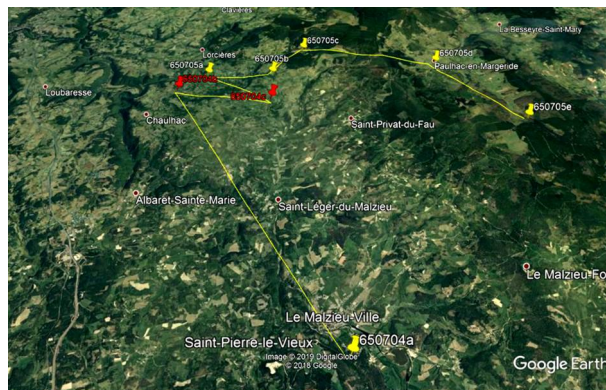 Clavières
La Besseyre-Saint-Mary
650705c
Lorcières
650705d
650705b
650705a
Paulhac-en-Margeride
Loubaresse
650705e
Chaulhac
Saint-Privat-du-Fau
Albaret-Sainte-Marie
Saint-Léger-du-Malzieu
Le Malzieu-Fo
Le Malzieu-Ville
650704a
Saint-Pierre-le-Vieux
Image © 2019 DigitalGlobe
© 2018 Google
Google Earth